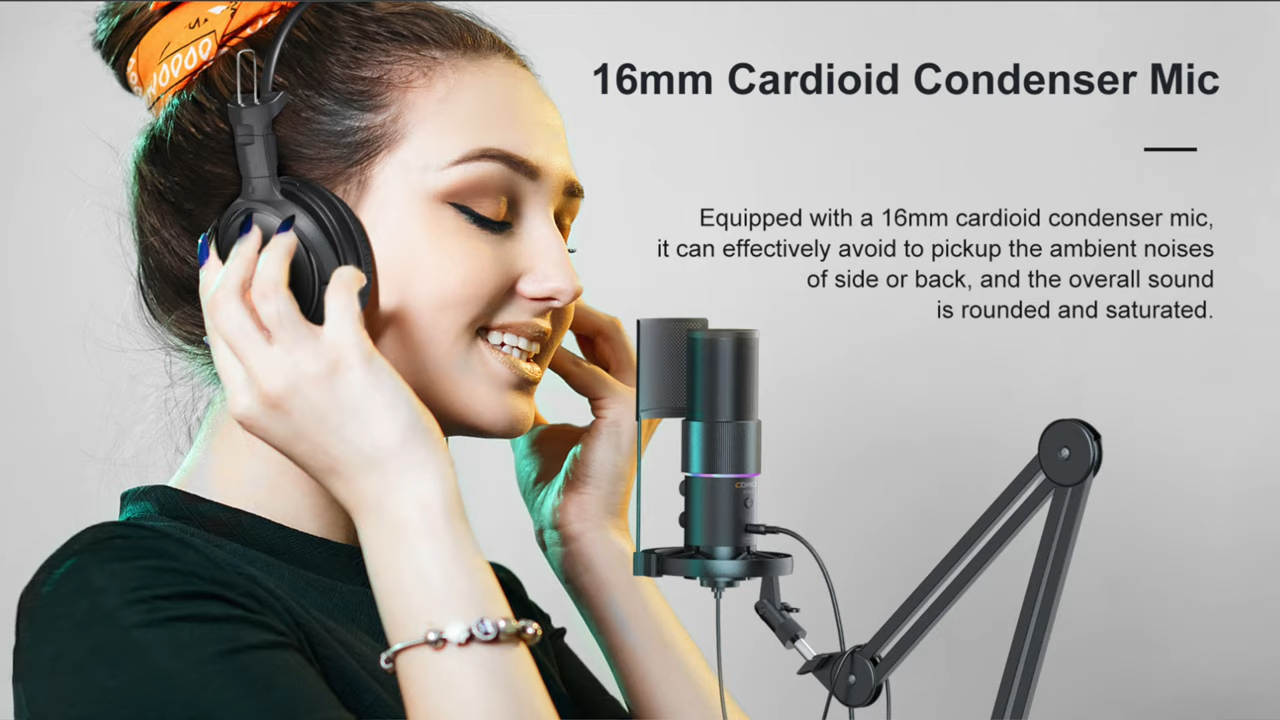 16mm Cardioid Condenser Mic
Equipped with a 16mm cardioid condenser mic,
it can effectively avoid to pickup the ambient noises
of side or back, and the overall sound
is rounded and saturated.